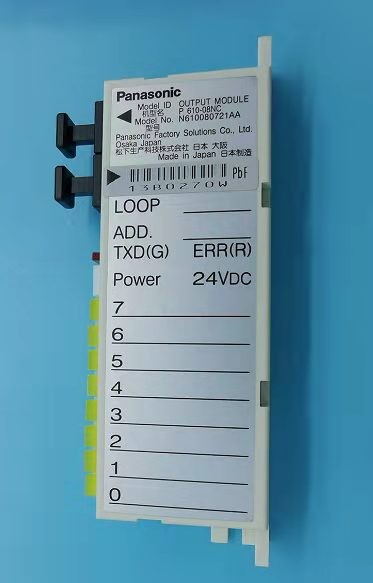 Panasonic
Model ID OUTPUT MODULE
机型名 P 610-08NC
Model No. N610080721AA
型号
Panasonic Factory Solutions Co., Ltd.
Osaka Japan
松下生产科技株式会社 日本 大阪
Made in Japan 日本制造
PbF
13B0270W
LOOP
ADD.
TXD(G) ERR(R)
Power 24VDC
7
6
5
4
3
2
1
0